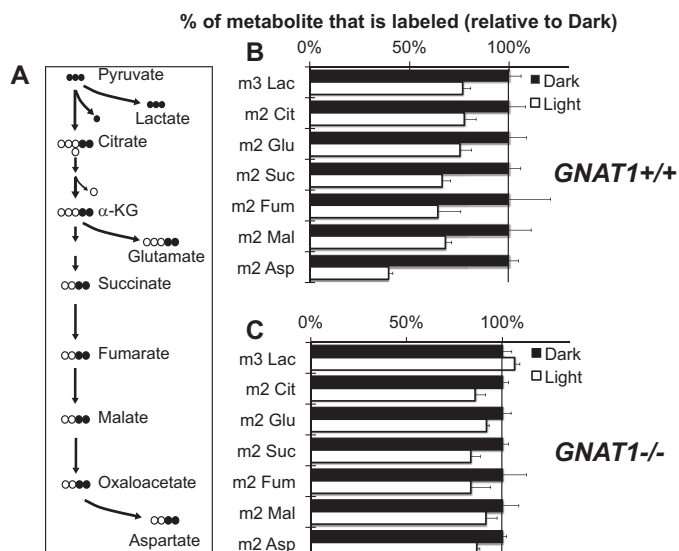 % of metabolite that is labeled (relative to Dark)
A
Pyruvate
Lactate
Citrate
α-KG
Glutamate
Succinate
Fumarate
Malate
Oxaloacetate
Aspartate
B
0% 50% 100%
m3 Lac
m2 Cit
m2 Glu
m2 Suc
m2 Fum
m2 Mal
m2 Asp
Dark
Light
GNAT1+/+
C
0% 50% 100%
m3 Lac
m2 Cit
m2 Glu
m2 Suc
m2 Fum
m2 Mal
m2 Asp
Dark
Light
GNAT1-/-